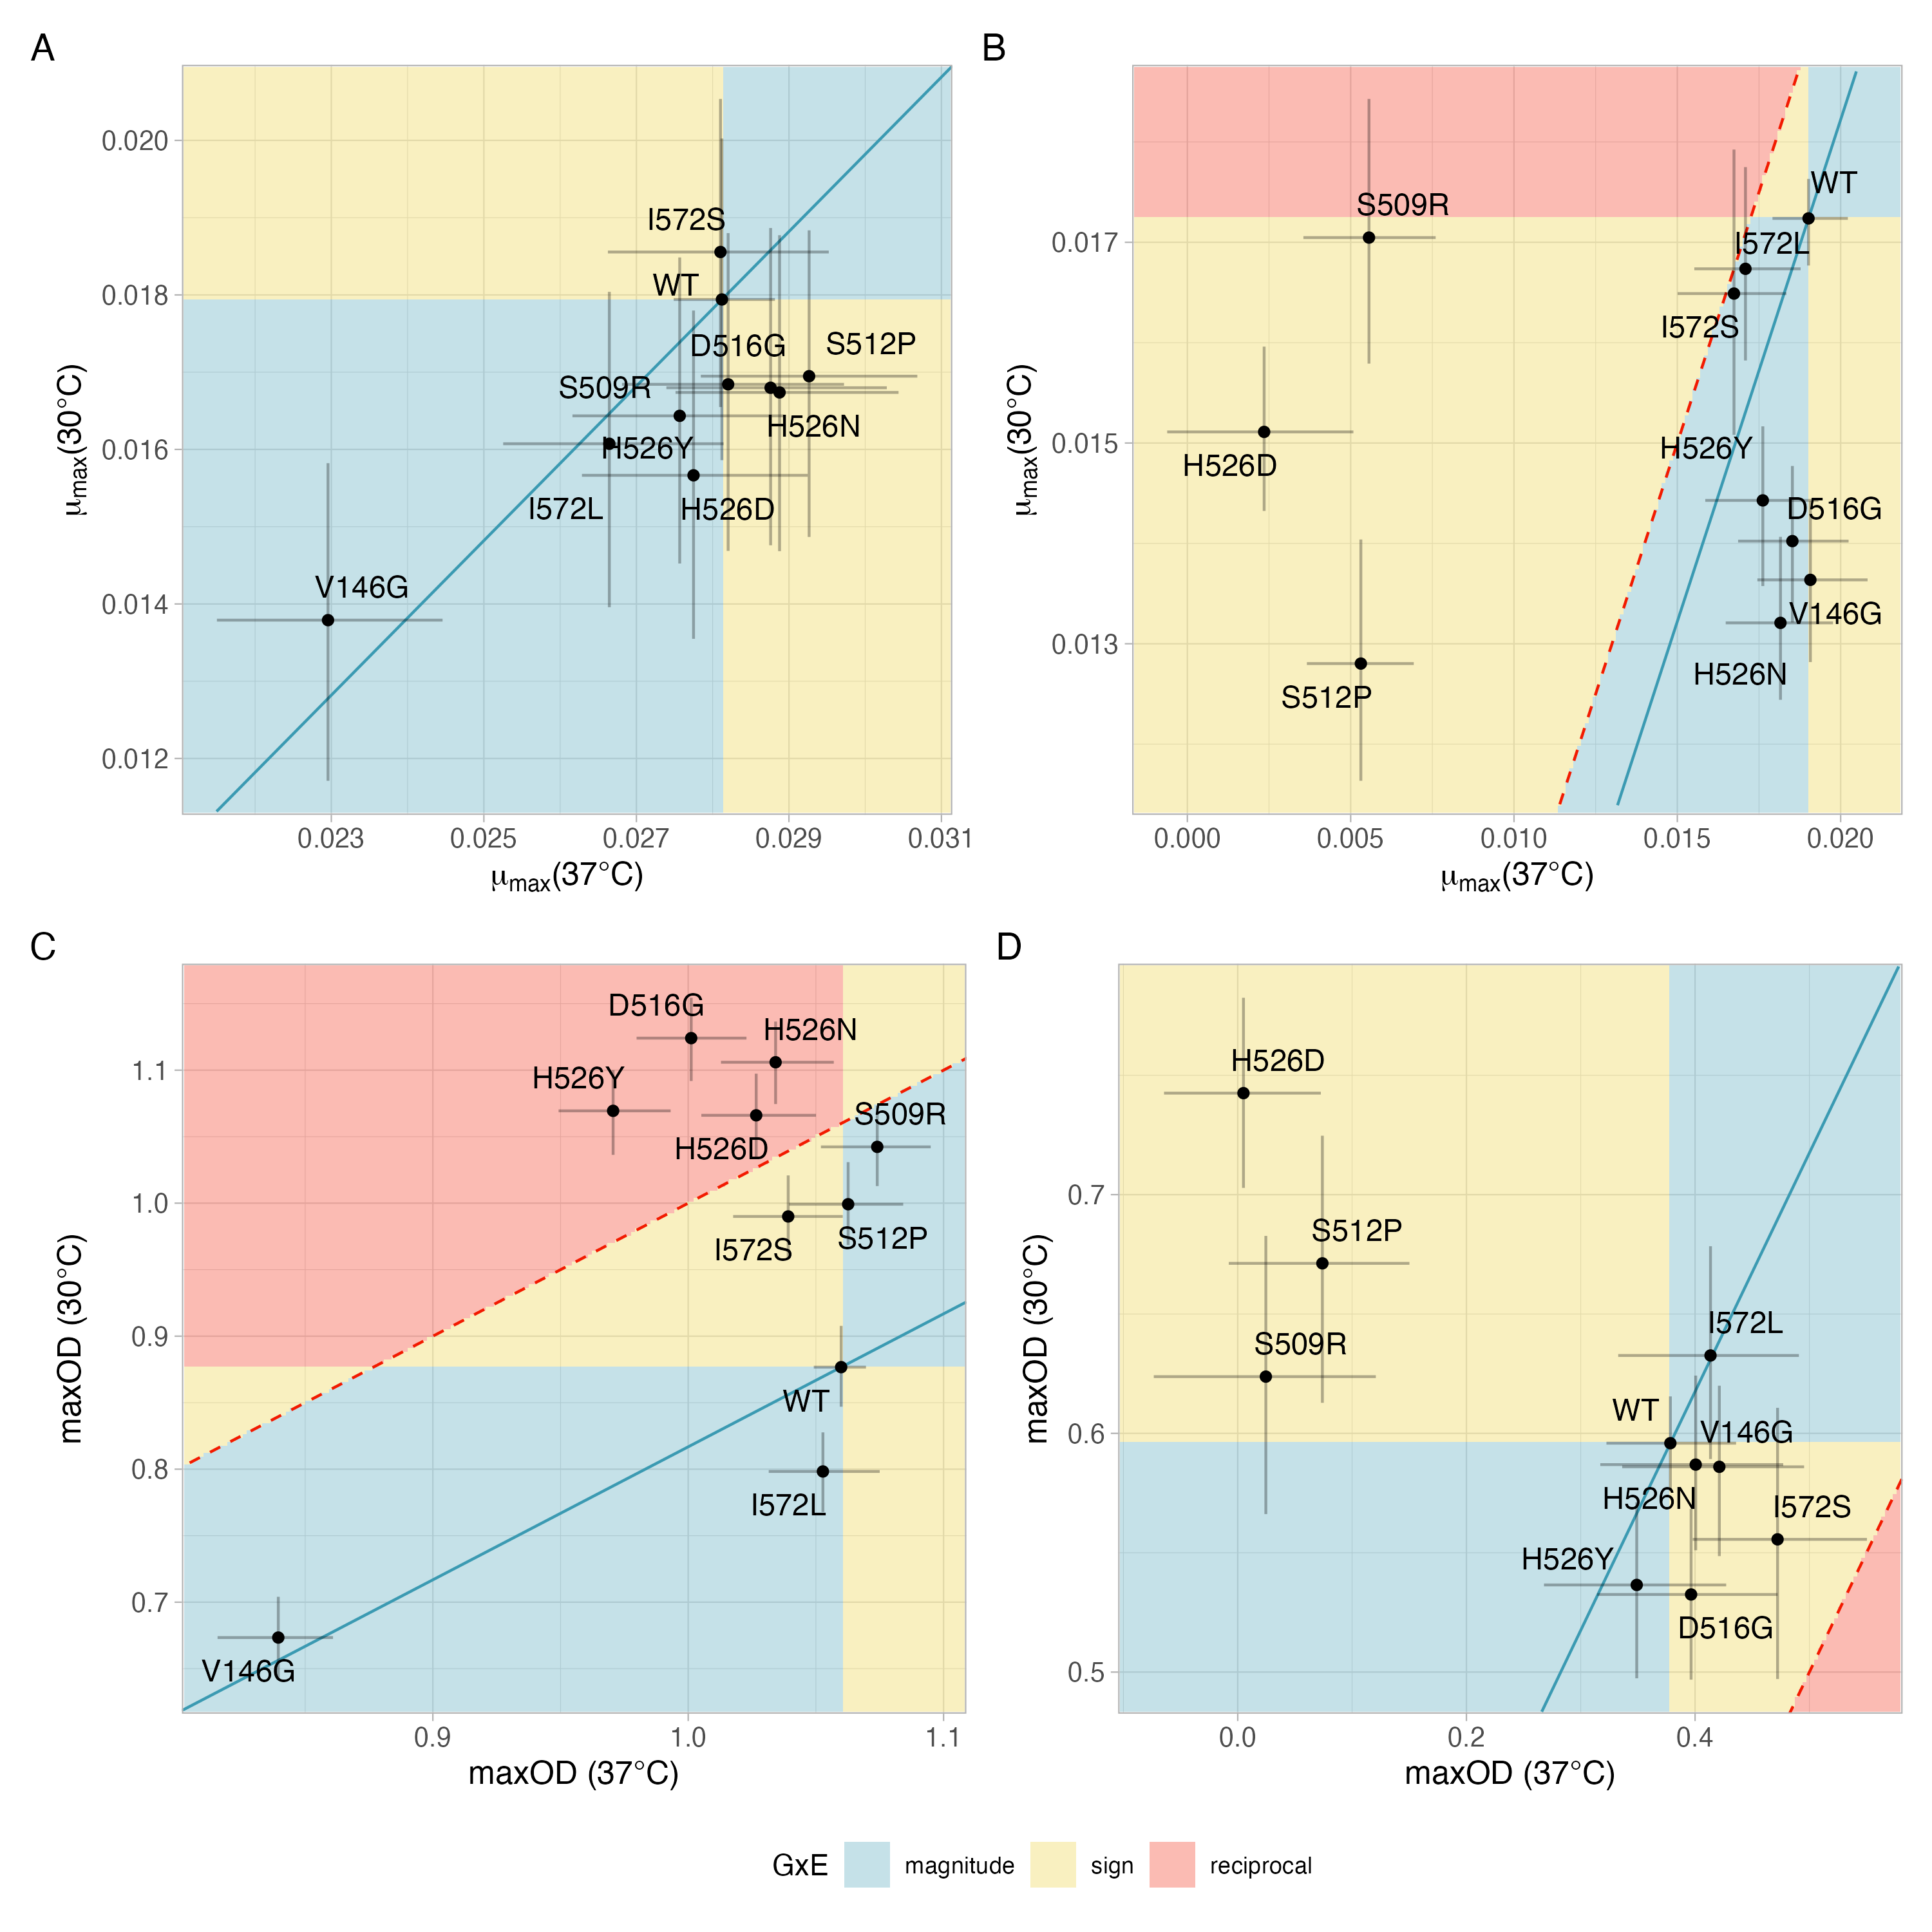 A
B
0.020
0.018
0.016
0.014
0.012
μmax(30°C)
I572S
WT
D516G
S512P
S509R
H526N
H526Y
I572L
H526D
V146G
0.023 0.025 0.027 0.029 0.031
μmax(37°C)
0.017
0.015
0.013
μmax(30°C)
S509R
WT
I572L
I572S
H526Y
H526D
D516G
V146G
H526N
S512P
0.000 0.005 0.010 0.015 0.020
μmax(37°C)
C
D
1.1
1.0
0.9
0.8
0.7
maxOD (30°C)
D516G
H526N
H526Y
S509R
H526D
S512P
I572S
WT
I572L
V146G
0.9 1.0 1.1
maxOD (37°C)
0.7
0.6
0.5
maxOD (30°C)
H526D
S512P
I572L
S509R
WT
V146G
H526N
I572S
H526Y
D516G
0.0 0.2 0.4
maxOD (37°C)
GxE magnitude sign reciprocal